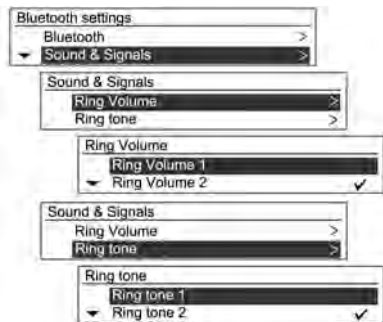 Bluetooth settings
Bluetooth >
Sound & Signals >
Sound & Signals
Ring Volume >
Ring tone >
Ring Volume
Ring Volume 1
Ring Volume 2 ✓
Sound & Signals
Ring Volume >
Ring tone >
Ring tone
Ring tone 1
Ring tone 2 ✓